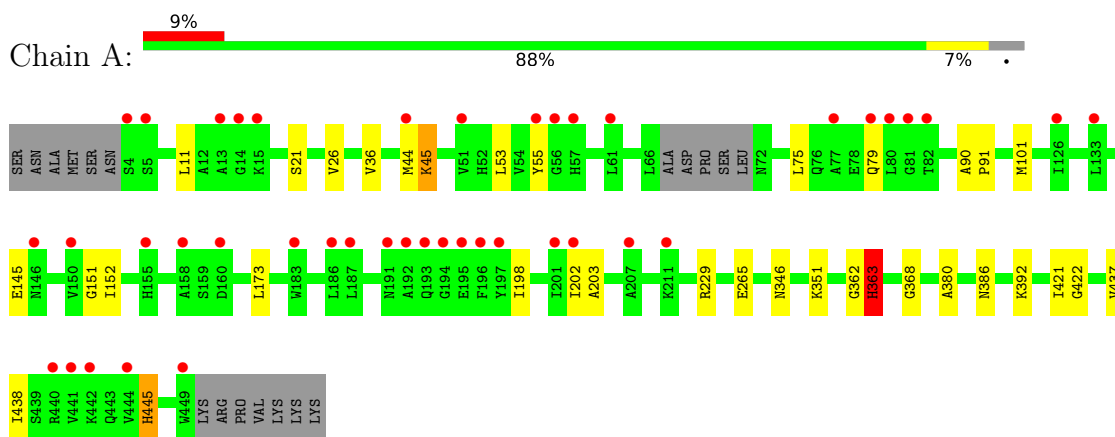 9%
Chain A:
88% 7% •
SER ASN ALA MET SER ASN S4 S5 L11 A12 A13 G14 K15 S21 V26 V36 M44 K45 V51 H52 L53 V54 Y55 G56 H57 L61 L66 ALA ASP PRO SER LEU N72 L75 Q76 A77 E78 Q79 L80 G81 T82 A90 P91 M101 I126 L133
E145 N146 V150 G151 I152 H155 A158 S159 D160 L173 W183 L186 L187 N191 A192 Q193 G194 E195 F196 Y197 I198 I201 I202 A203 A207 K211 R229 E265 N346 K351 G362 H363 G368 A380 N386 K392 I421 G422 V437
I438 S439 R440 V441 K442 Q443 V444 H445 W449 LYS ARG PRO VAL LYS LYS LYS